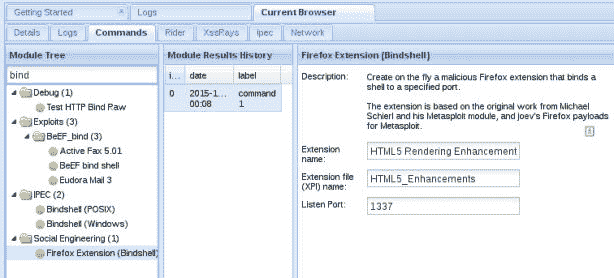 Getting Started
Logs
Current Browser
Details
Logs
Commands
Rider
XssRays
Ipec
Network
Module Tree
bind
Debug (1)
Test HTTP Bind Raw
Exploits (3)
BeEF_bind (3)
Active Fax 5.01
BeEF bind shell
Eudora Mail 3
IPEC (2)
Bindshell (POSIX)
Bindshell (Windows)
Social Engineering (1)
Firefox Extension (Bindshell)
Module Results History
i... date label
0 2015-1... command
00:08 1
Firefox Extension (Bindshell)
Description: Create on the fly a malicious Firefox extension that binds a
shell to a specified port.
The extension is based on the original work from Michael
Schierl and his Metasploit module, and joev's Firefox payloads
for Metasploit.
Extension
name: HTML5 Rendering Enhancement
Extension file
(XPI) name: HTML5_Enhancements
Listen Port: 1337